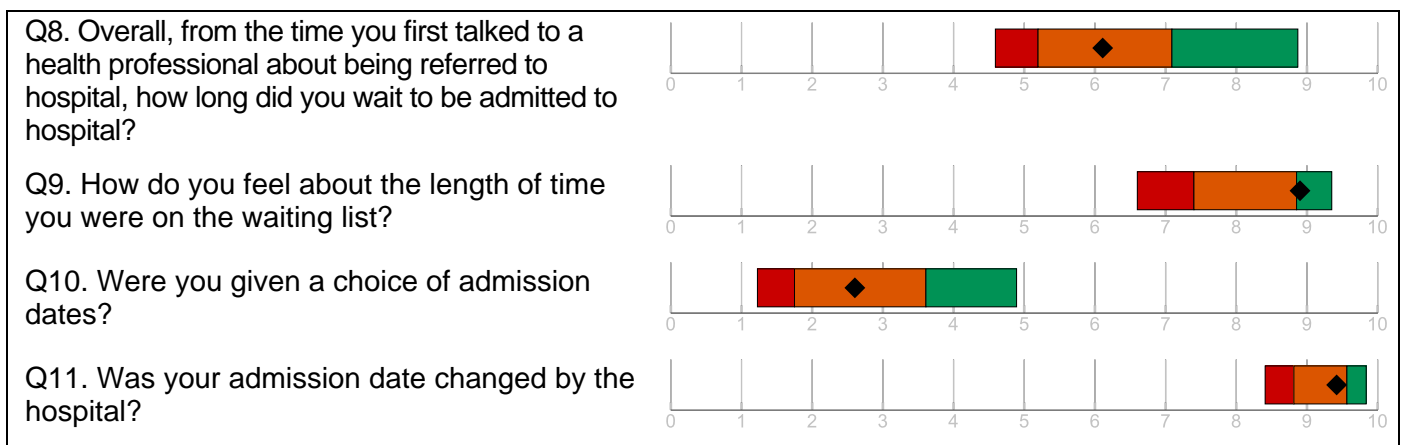 Q8. Overall, from the time you first talked to a
health professional about being referred to
hospital, how long did you wait to be admitted to
hospital?
0 1 2 3 4 5 6 7 8 9 10
Q9. How do you feel about the length of time
you were on the waiting list?
0 1 2 3 4 5 6 7 8 9 10
Q10. Were you given a choice of admission
dates?
0 1 2 3 4 5 6 7 8 9 10
Q11. Was your admission date changed by the
hospital?
0 1 2 3 4 5 6 7 8 9 10